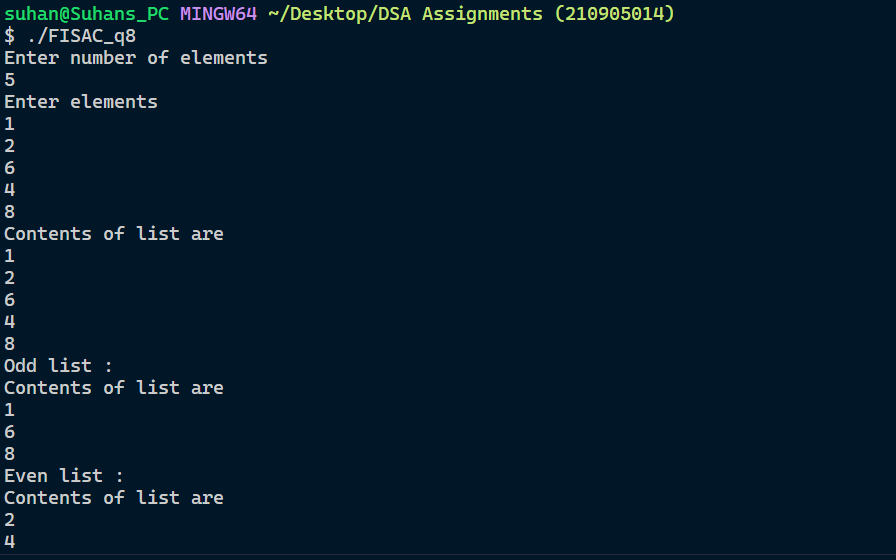 suhan@Suhans_PC MINGW64 ~/Desktop/DSA Assignments (210905014)
$ ./FISAC_q8
Enter number of elements
5
Enter elements
1
2
6
4
8
Contents of list are
1
2
6
4
8
Odd list :
Contents of list are
1
6
8
Even list :
Contents of list are
2
4